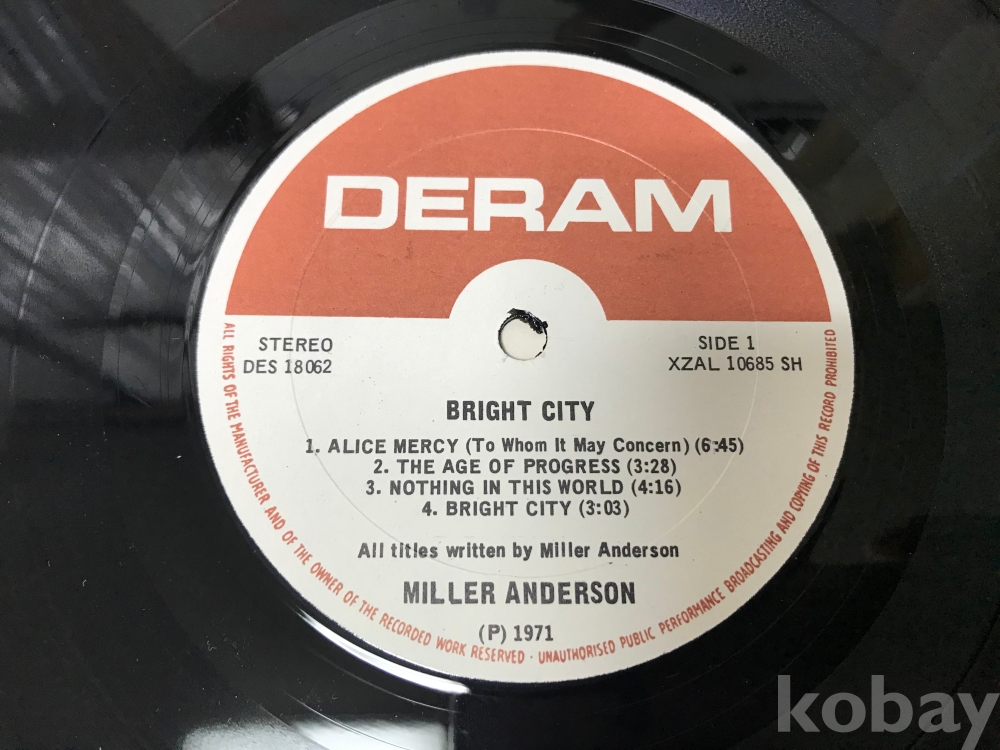 DERAM
STEREO
DES 18062
SIDE 1
XZAL 10685 SH
BRIGHT CITY
1. ALICE MERCY (To Whom It May Concern) (6:45)
2. THE AGE OF PROGRESS (3:28)
3. NOTHING IN THIS WORLD (4:16)
4. BRIGHT CITY (3:03)
All titles written by Miller Anderson
MILLER ANDERSON
(P) 1971
ALL RIGHTS OF THE MANUFACTURER AND OF THE OWNER OF THE RECORDED WORK RESERVED · UNAUTHORISED PUBLIC PERFORMANCE BROADCASTING AND COPYING OF THIS RECORD PROHIBITED
kobay